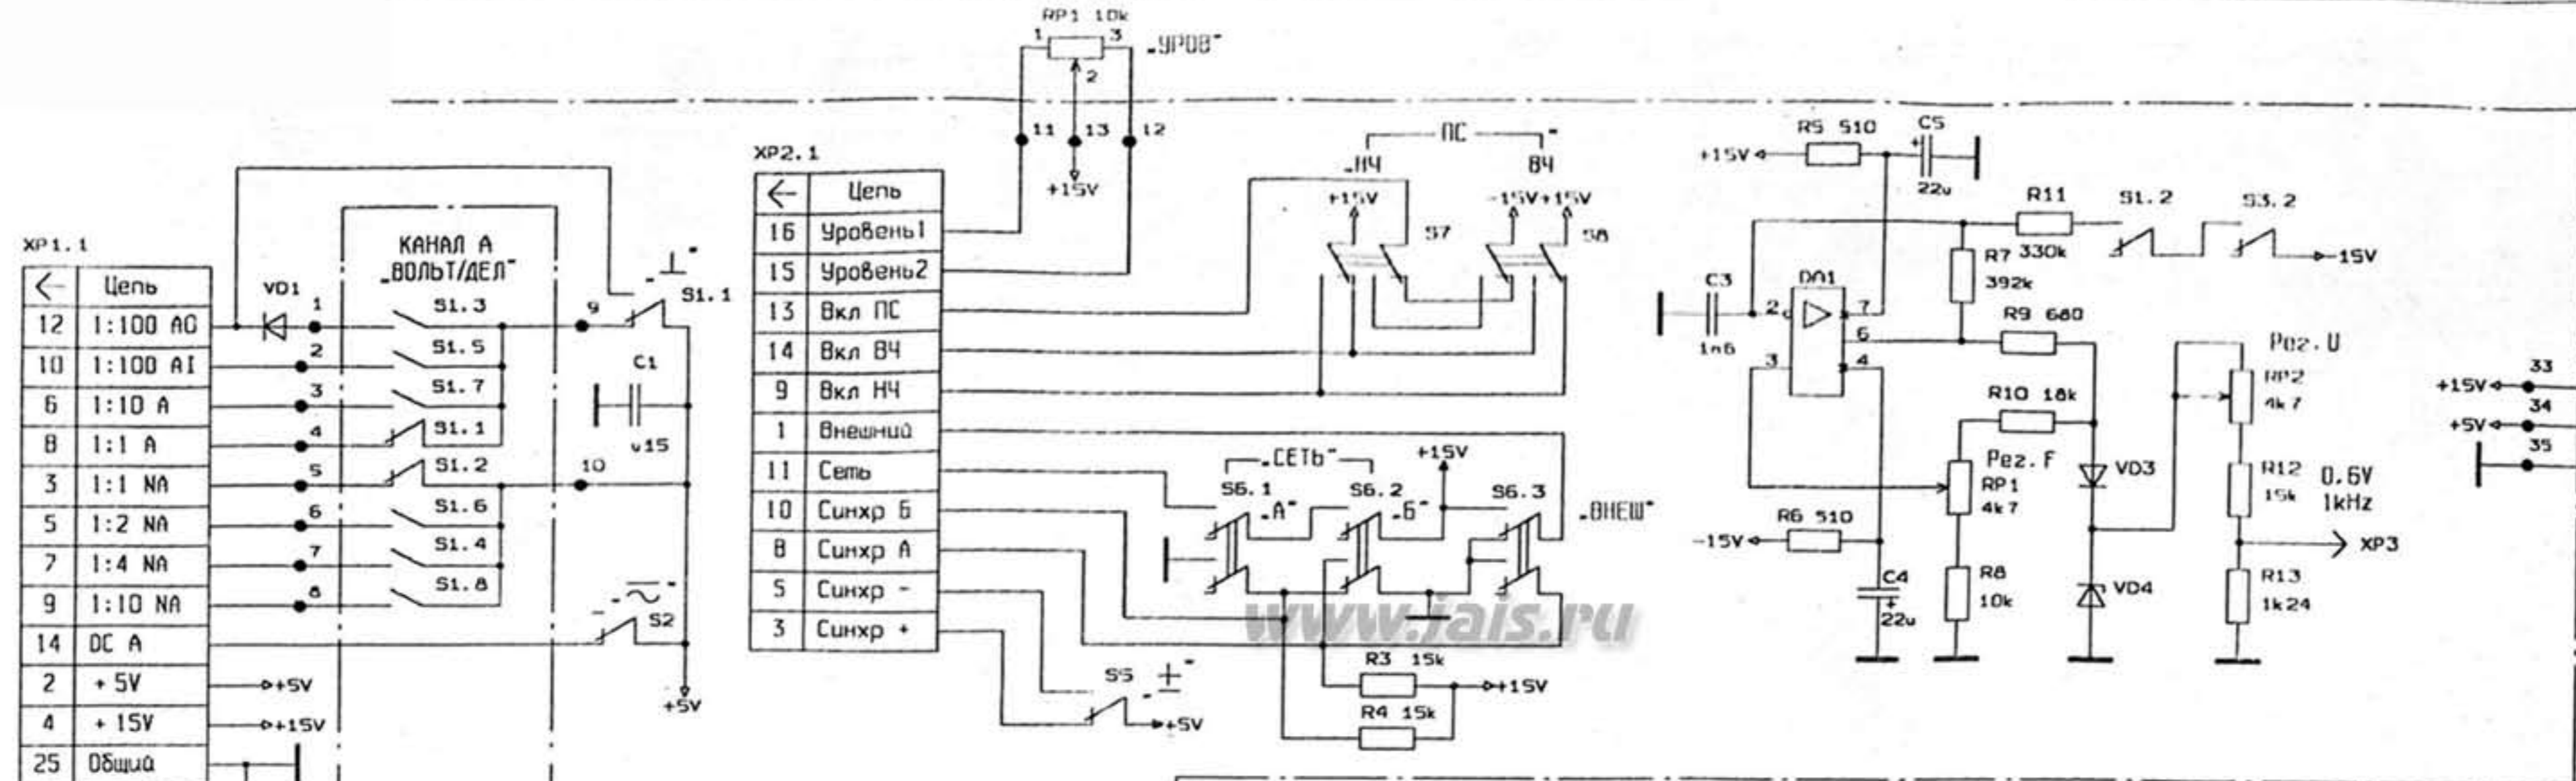 RP1 10k
1 3 „УРОВ"
2
11 13 12
+15V
XP1.1
← Цепь
12 1:100 AO
10 1:100 AI
6 1:10 A
8 1:1 A
3 1:1 NA
5 1:2 NA
7 1:4 NA
9 1:10 NA
14 DC A
2 + 5V
4 + 15V
25 Общий
+5V
+15V
VD1
КАНАЛ А
„ВОЛЬТ/ДЕЛ"
1 S1.3
2 S1.5
3 S1.7
4 S1.1
5 S1.2
6 S1.6
7 S1.4
8 S1.8
9
10
„⊥"
S1.1
C1
µ15
S2
+5V
XP2.1
← Цепь
16 Уровень1
15 Уровень2
13 Вкл ПС
14 Вкл ВЧ
9 Вкл НЧ
1 Внешний
11 Сеть
10 Синхр Б
8 Синхр А
5 Синхр -
3 Синхр +
ПС "
„НЧ ВЧ
+15V -15V +15V
S7 S8
„СЕТЬ" +15V
S6.1 S6.2 S6.3
„А" „Б" „ВНЕШ"
R3 15k
+15V
R4 15k
S5 „±"
+5V
www.jais.ru
R5 510 C5
+15V +
22u
R11 S1.2 S3.2
330k
-15V
R7
392k
C3
1n6
DA1
2 7
6
3 4
R9 680
R10 18k
Рег.F
RP1
4k7
R6 510
-15V
C4
+
22u
R8
10k
VD3
VD4
Рег.U
RP2
4k7
R12
15k
0.6V
1kHz
XP3
R13
1k24
33
+15V
34
+5V
35